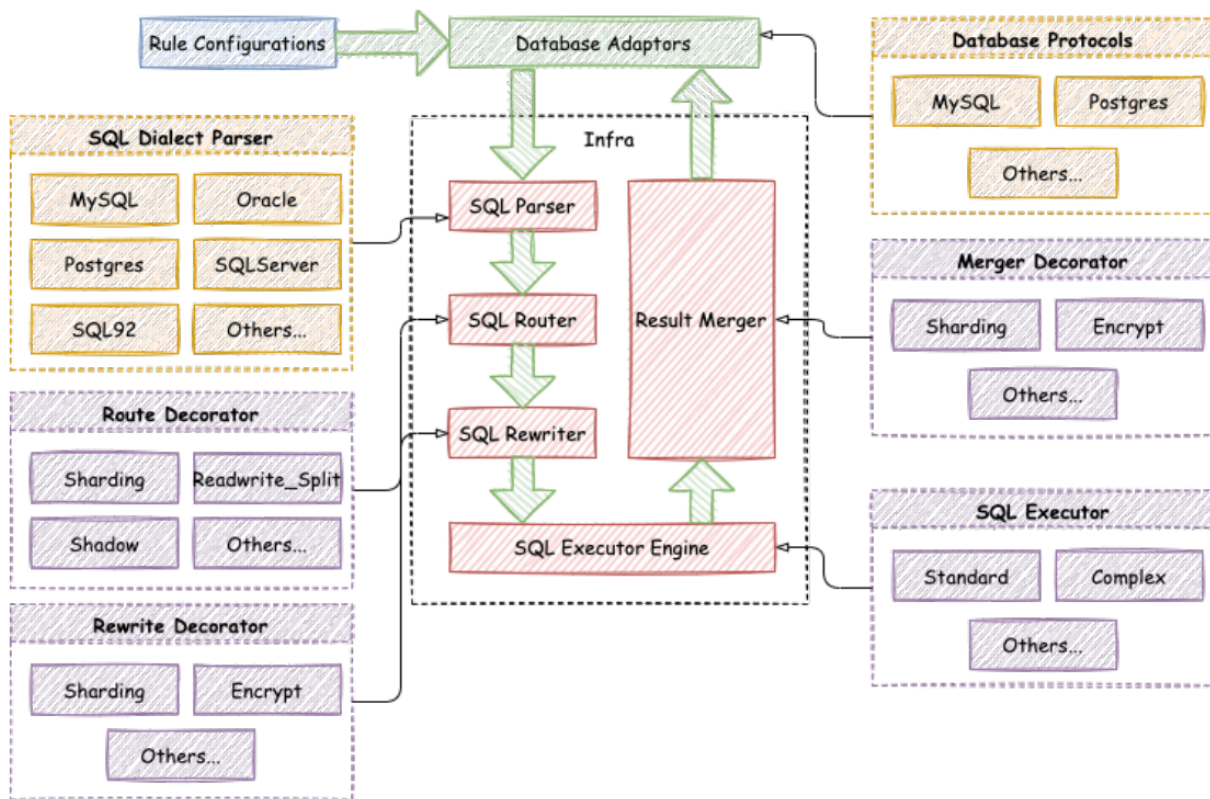 Rule Configurations
Database Adaptors
Database Protocols
MySQL
Postgres
Others...
SQL Dialect Parser
MySQL
Oracle
Postgres
SQLServer
SQL92
Others...
Infra
SQL Parser
SQL Router
SQL Rewriter
SQL Executor Engine
Result Merger
Merger Decorator
Sharding
Encrypt
Others...
Route Decorator
Sharding
Readwrite_Split
Shadow
Others...
SQL Executor
Standard
Complex
Others...
Rewrite Decorator
Sharding
Encrypt
Others...